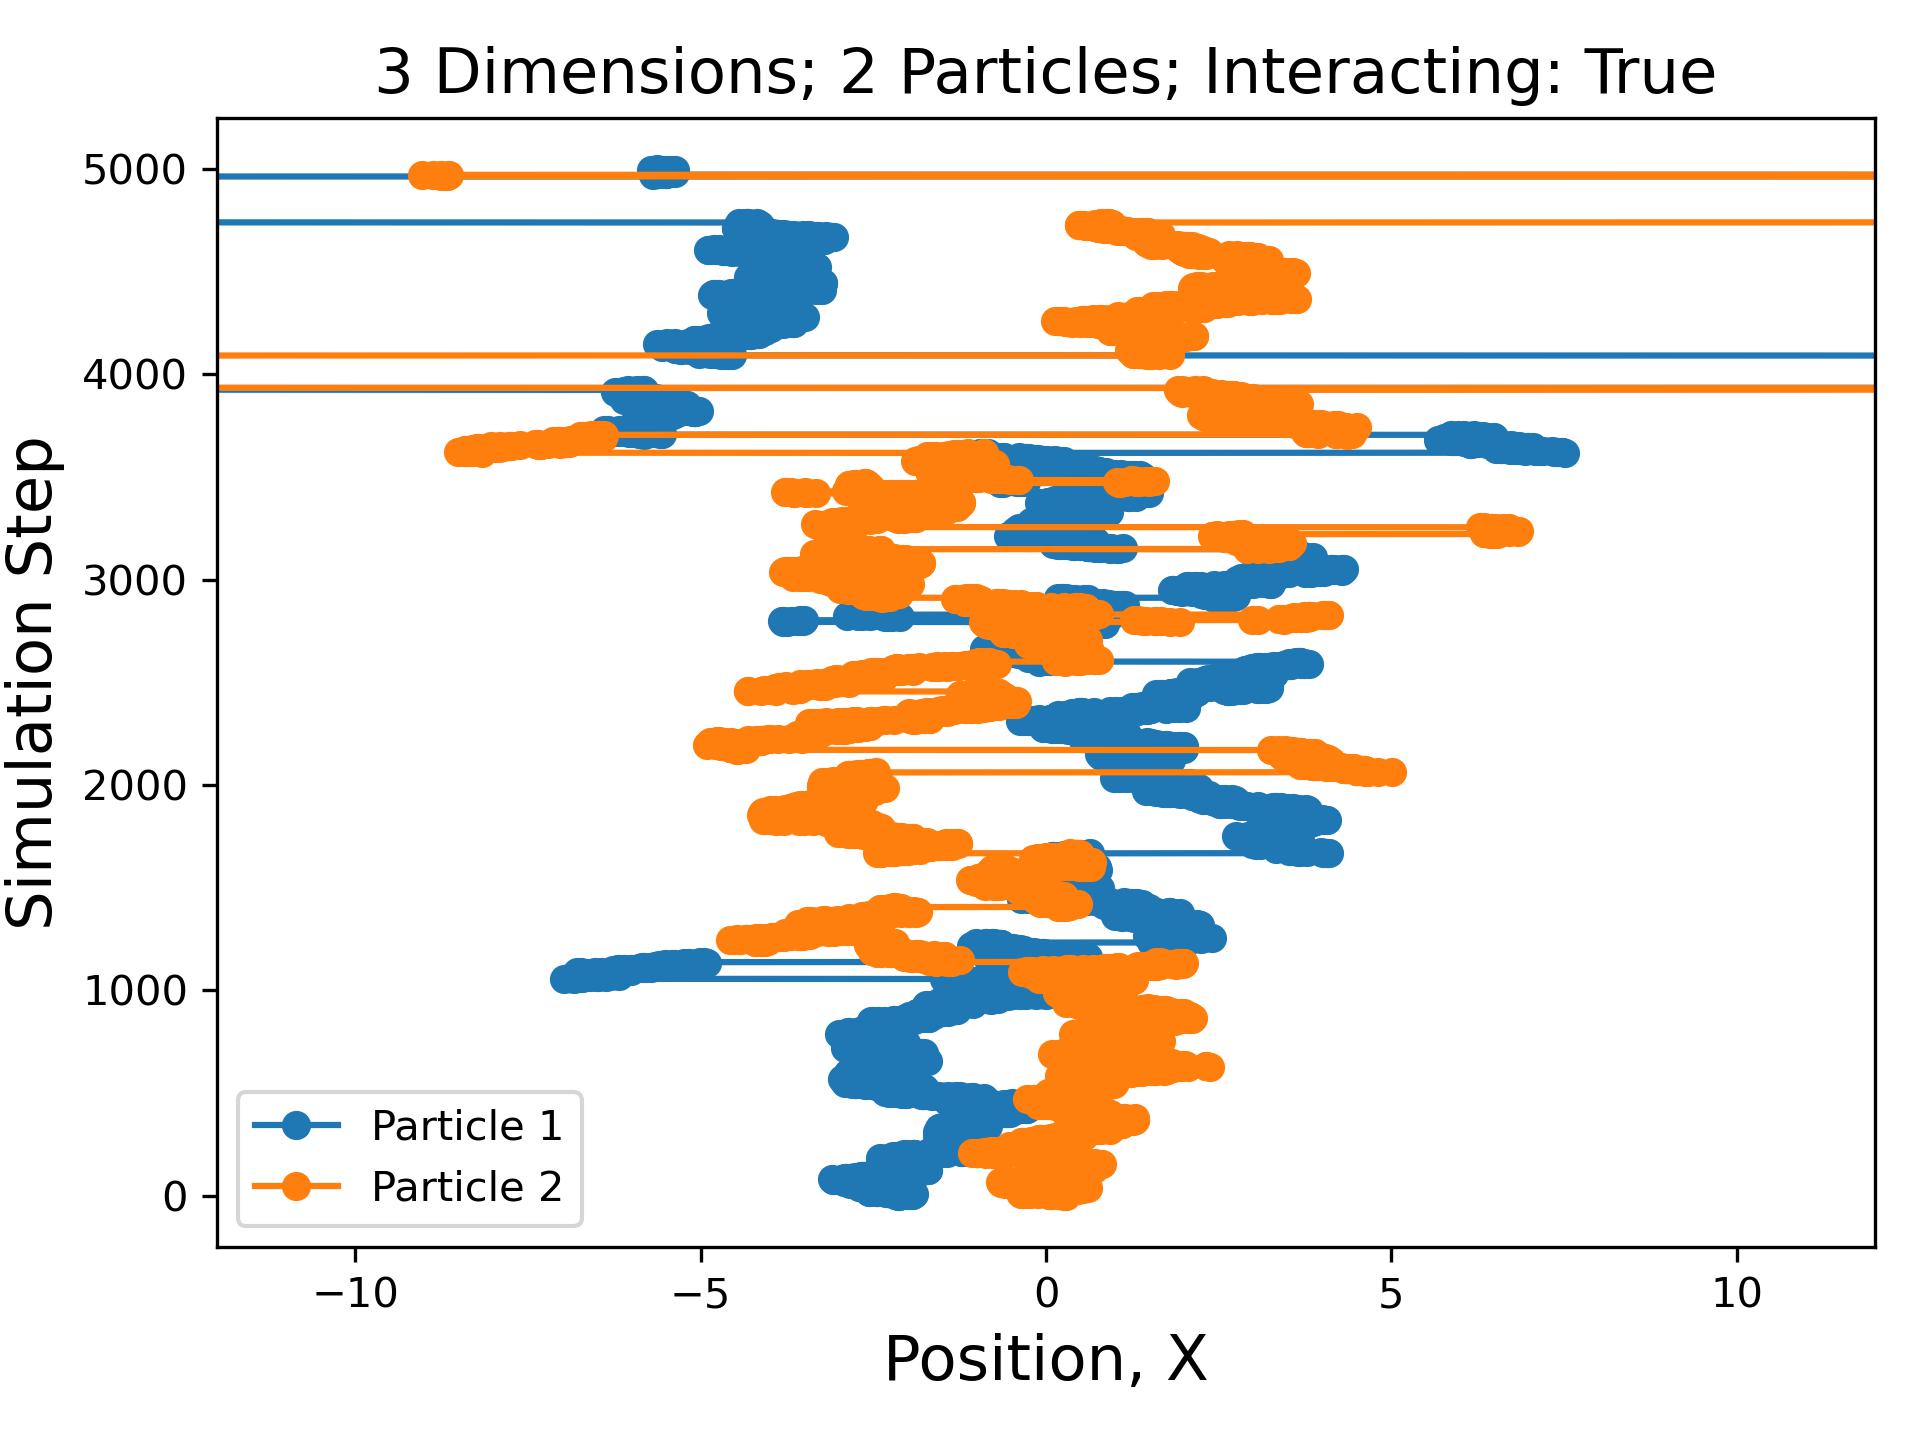 3 Dimensions; 2 Particles; Interacting: True
Simulation Step
5000
4000
3000
2000
1000
0
Particle 1
Particle 2
−10
−5
0
5
10
Position, X